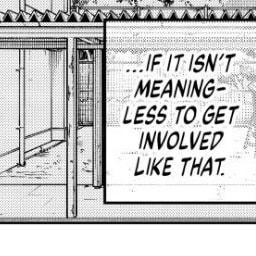 ...IF IT ISN'T
MEANING-
LESS TO GET
INVOLVED
LIKE THAT.